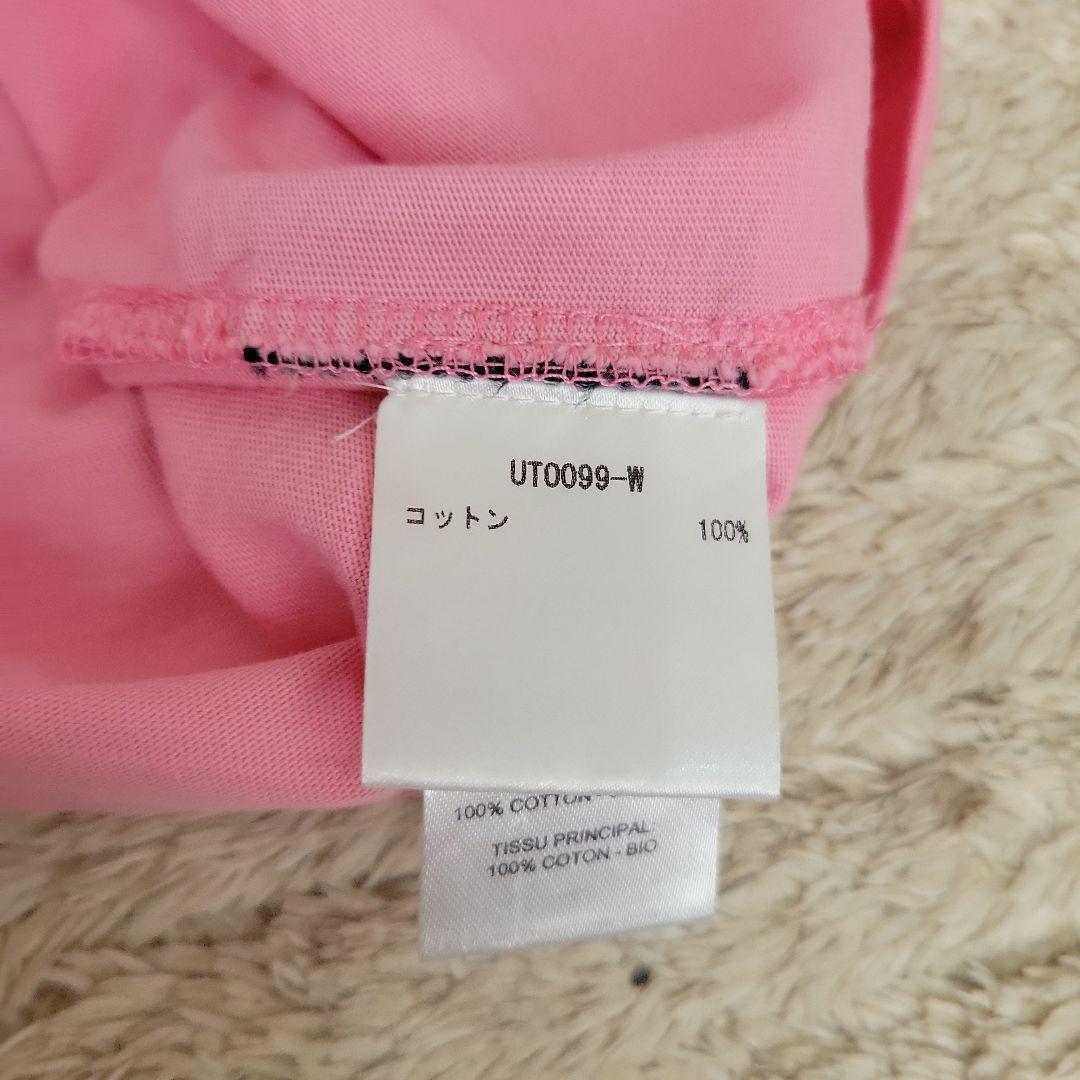 UT0099-W
コットン 100%
100% COTTON
TISSU PRINCIPAL:
100% COTON - BIO